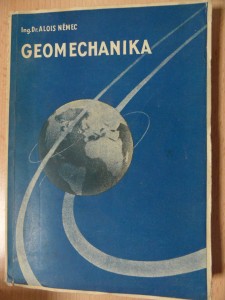 Ing. Dr. ALOIS NĚMEC
GEOMECHANIKA